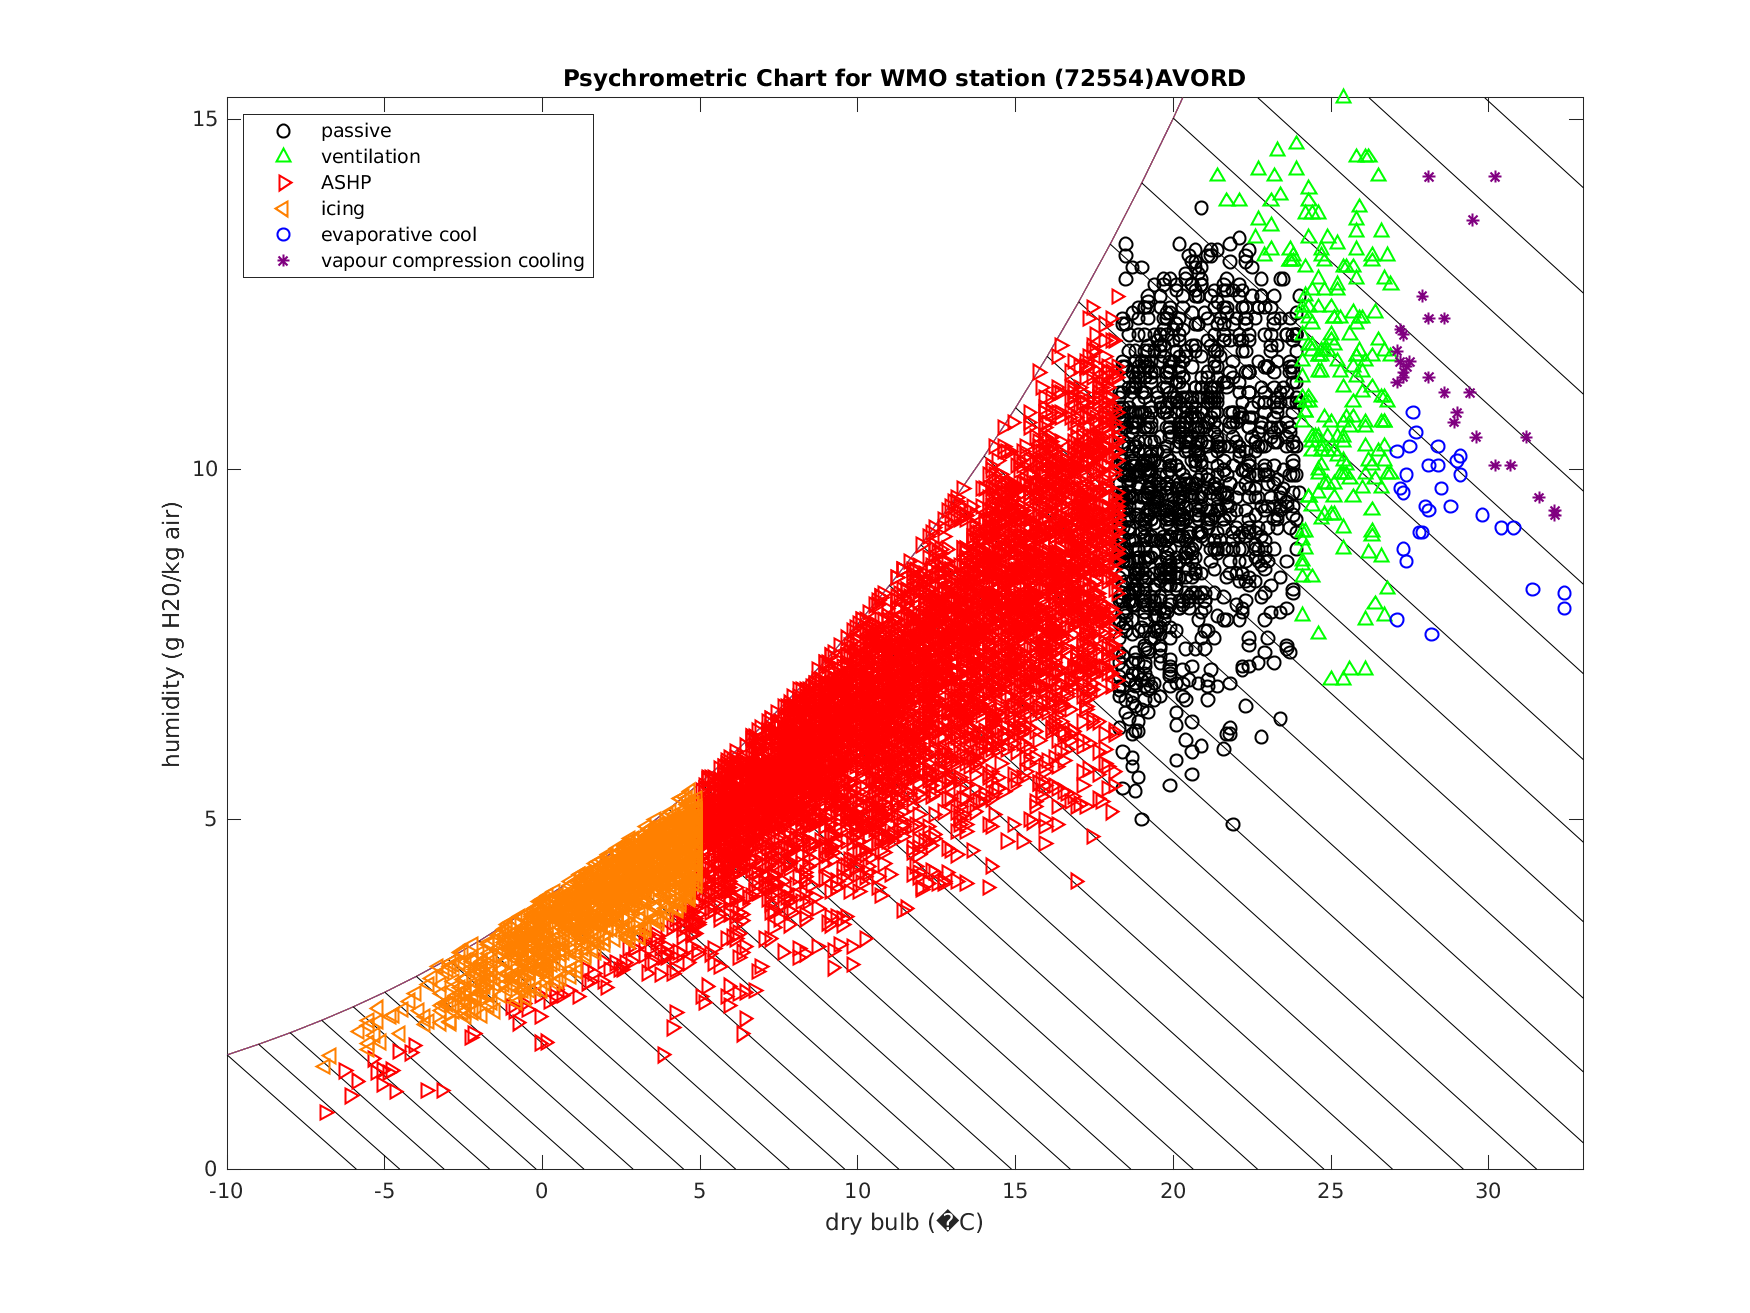 Psychrometric Chart for WMO station (72554)AVORD
passive
ventilation
ASHP
icing
evaporative cool
vapour compression cooling
15
10
5
0
humidity (g H20/kg air)
-10 -5 0 5 10 15 20 25 30
dry bulb (�C)